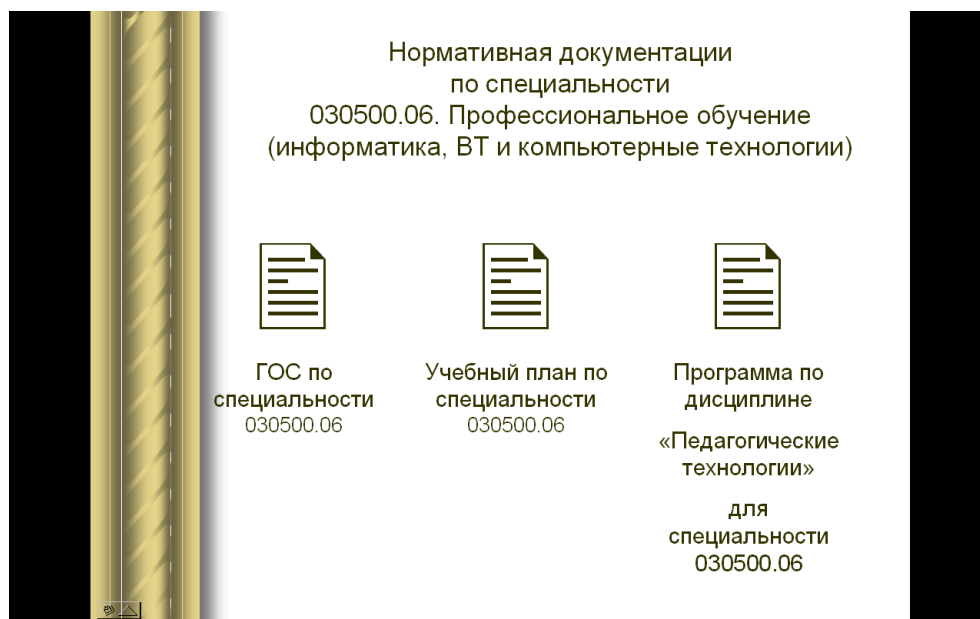 Нормативная документации
по специальности
030500.06. Профессиональное обучение
(информатика, ВТ и компьютерные технологии)
ГОС по
специальности
030500.06
Учебный план по
специальности
030500.06
Программа по
дисциплине
«Педагогические
технологии»
для
специальности
030500.06